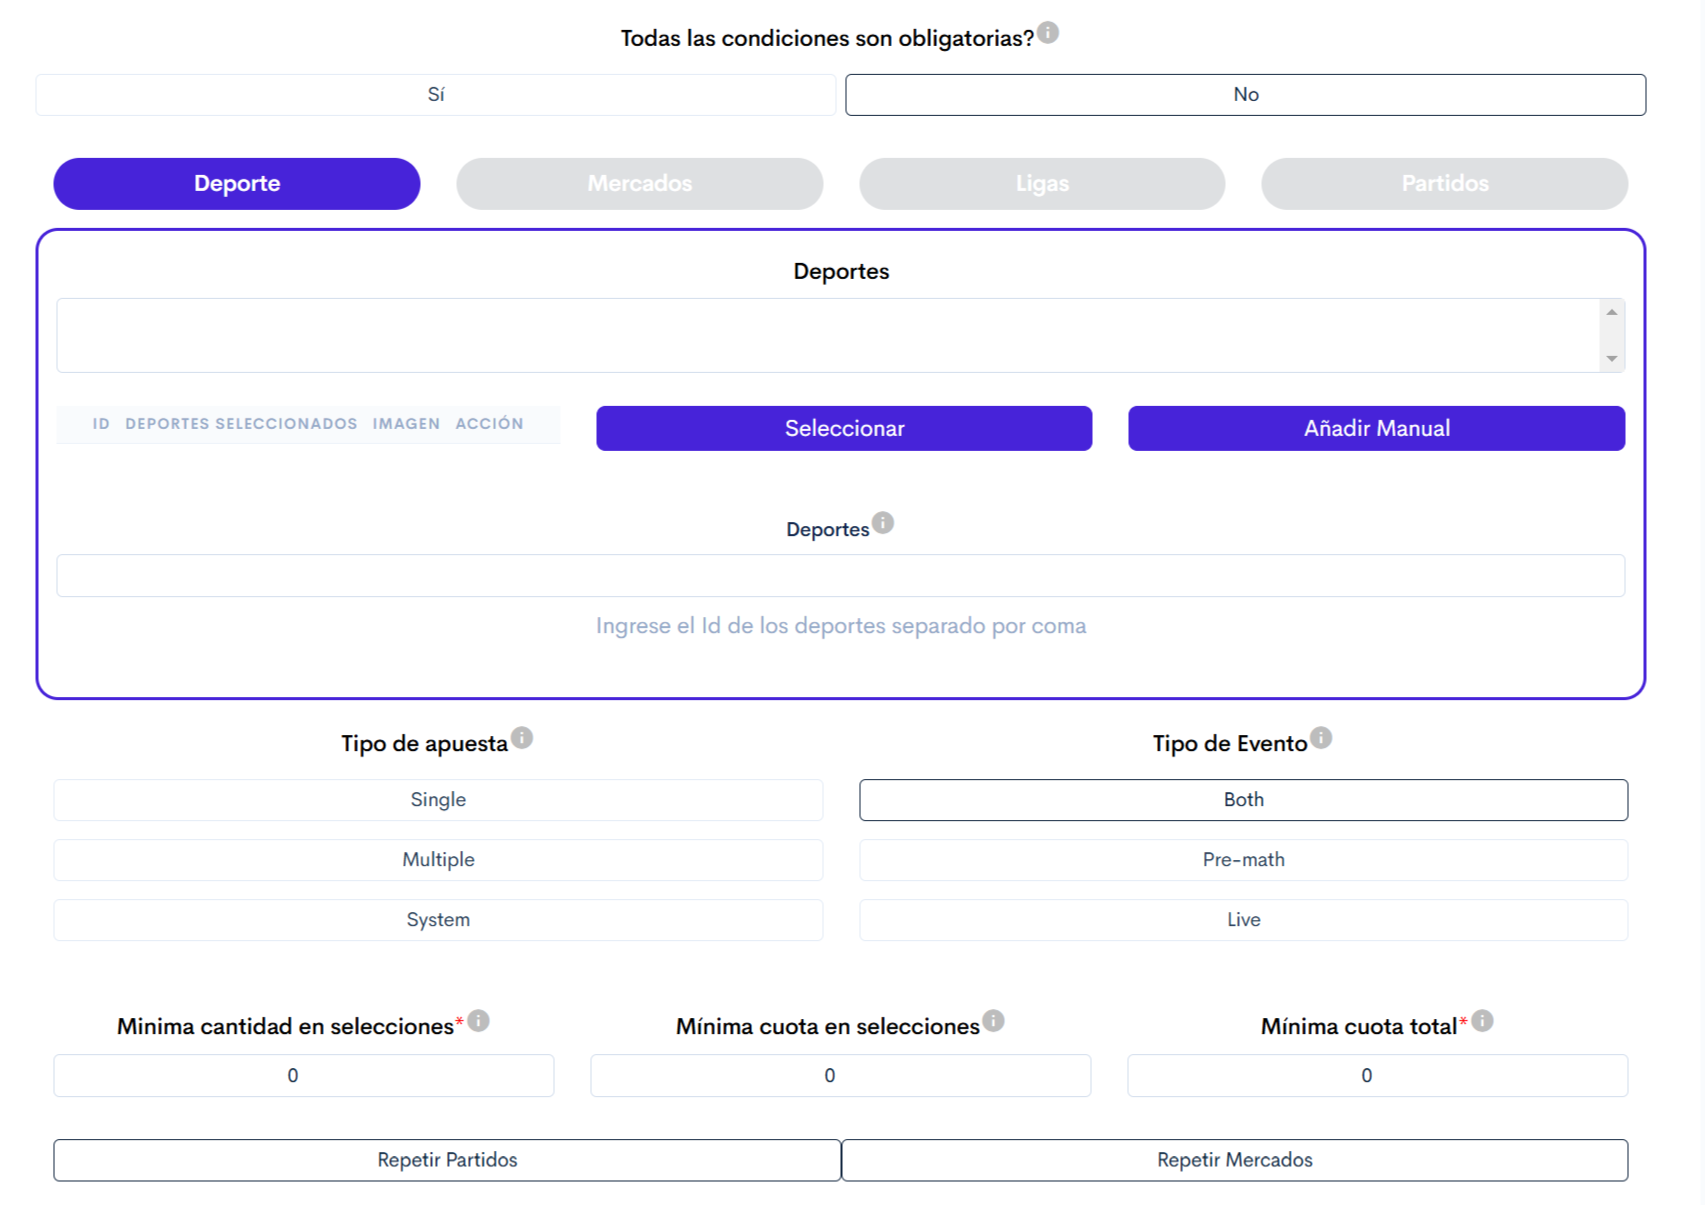 Todas las condiciones son obligatorias?
Sí
No
Deporte
Mercados
Ligas
Partidos
Deportes
ID DEPORTES SELECCIONADOS IMAGEN ACCIÓN
Seleccionar
Añadir Manual
Deportes
Ingrese el Id de los deportes separado por coma
Tipo de apuesta
Tipo de Evento
Single
Both
Multiple
Pre-math
System
Live
Minima cantidad en selecciones*
Mínima cuota en selecciones
Mínima cuota total*
0
0
0
Repetir Partidos
Repetir Mercados